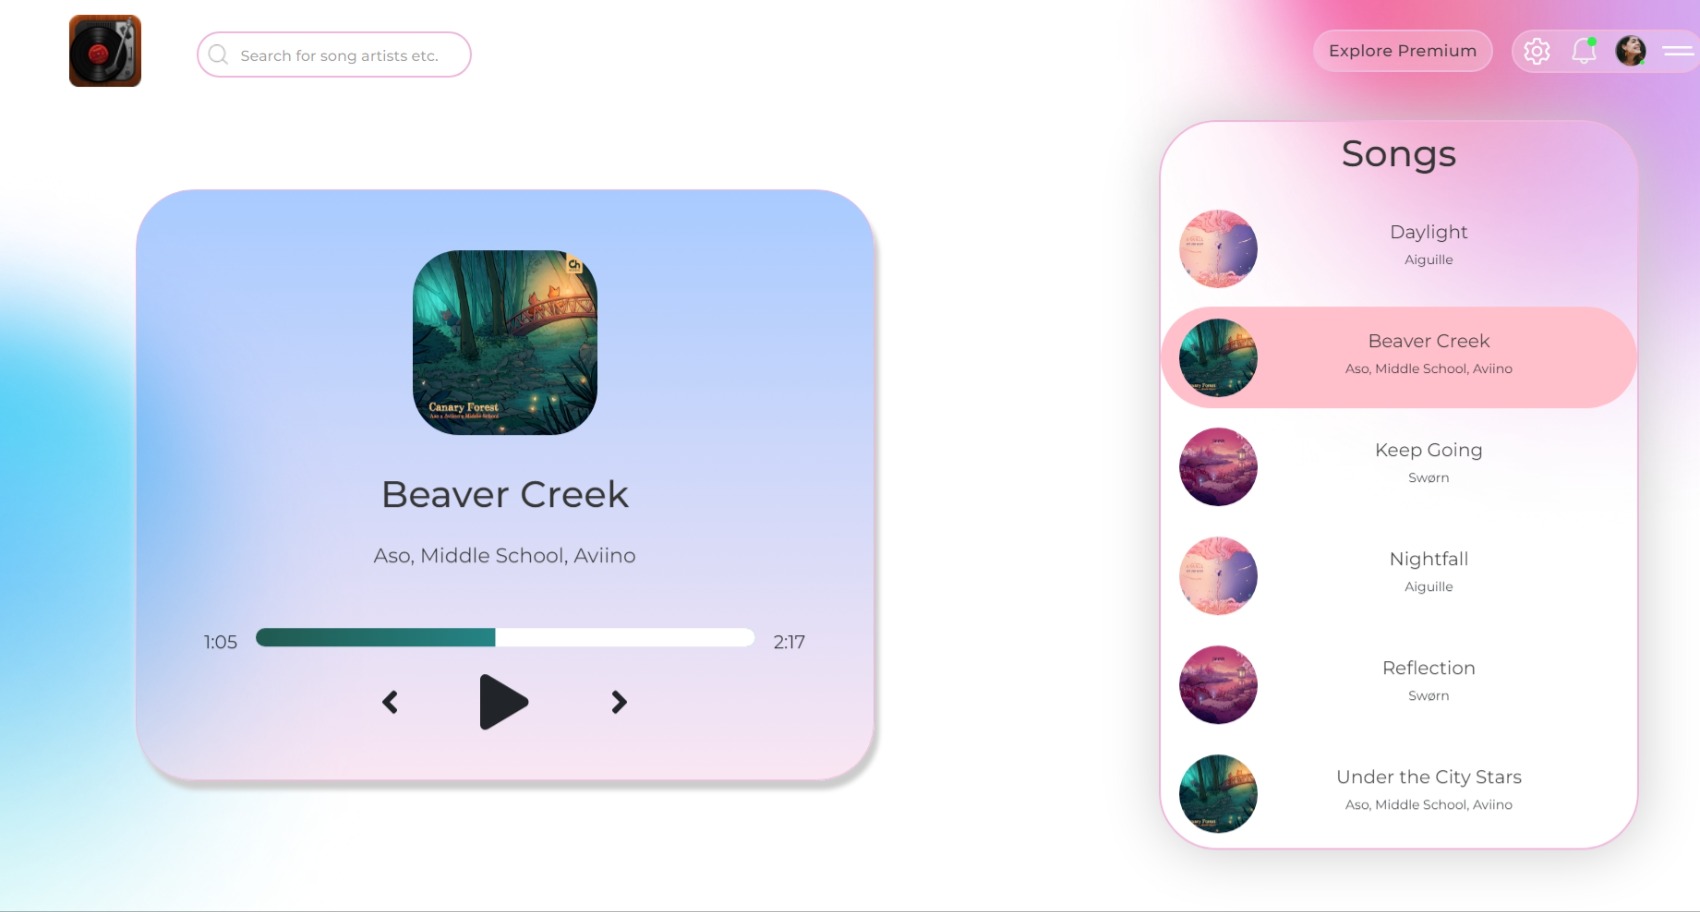 Search for song artists etc.
Explore Premium
Ch
Canary Forest
Beaver Creek
Aso, Middle School, Aviino
1:05
2:17
Songs
Daylight
Aiguille
Beaver Creek
Aso, Middle School, Aviino
Keep Going
Swørn
Nightfall
Aiguille
Reflection
Swørn
Under the City Stars
Aso, Middle School, Aviino